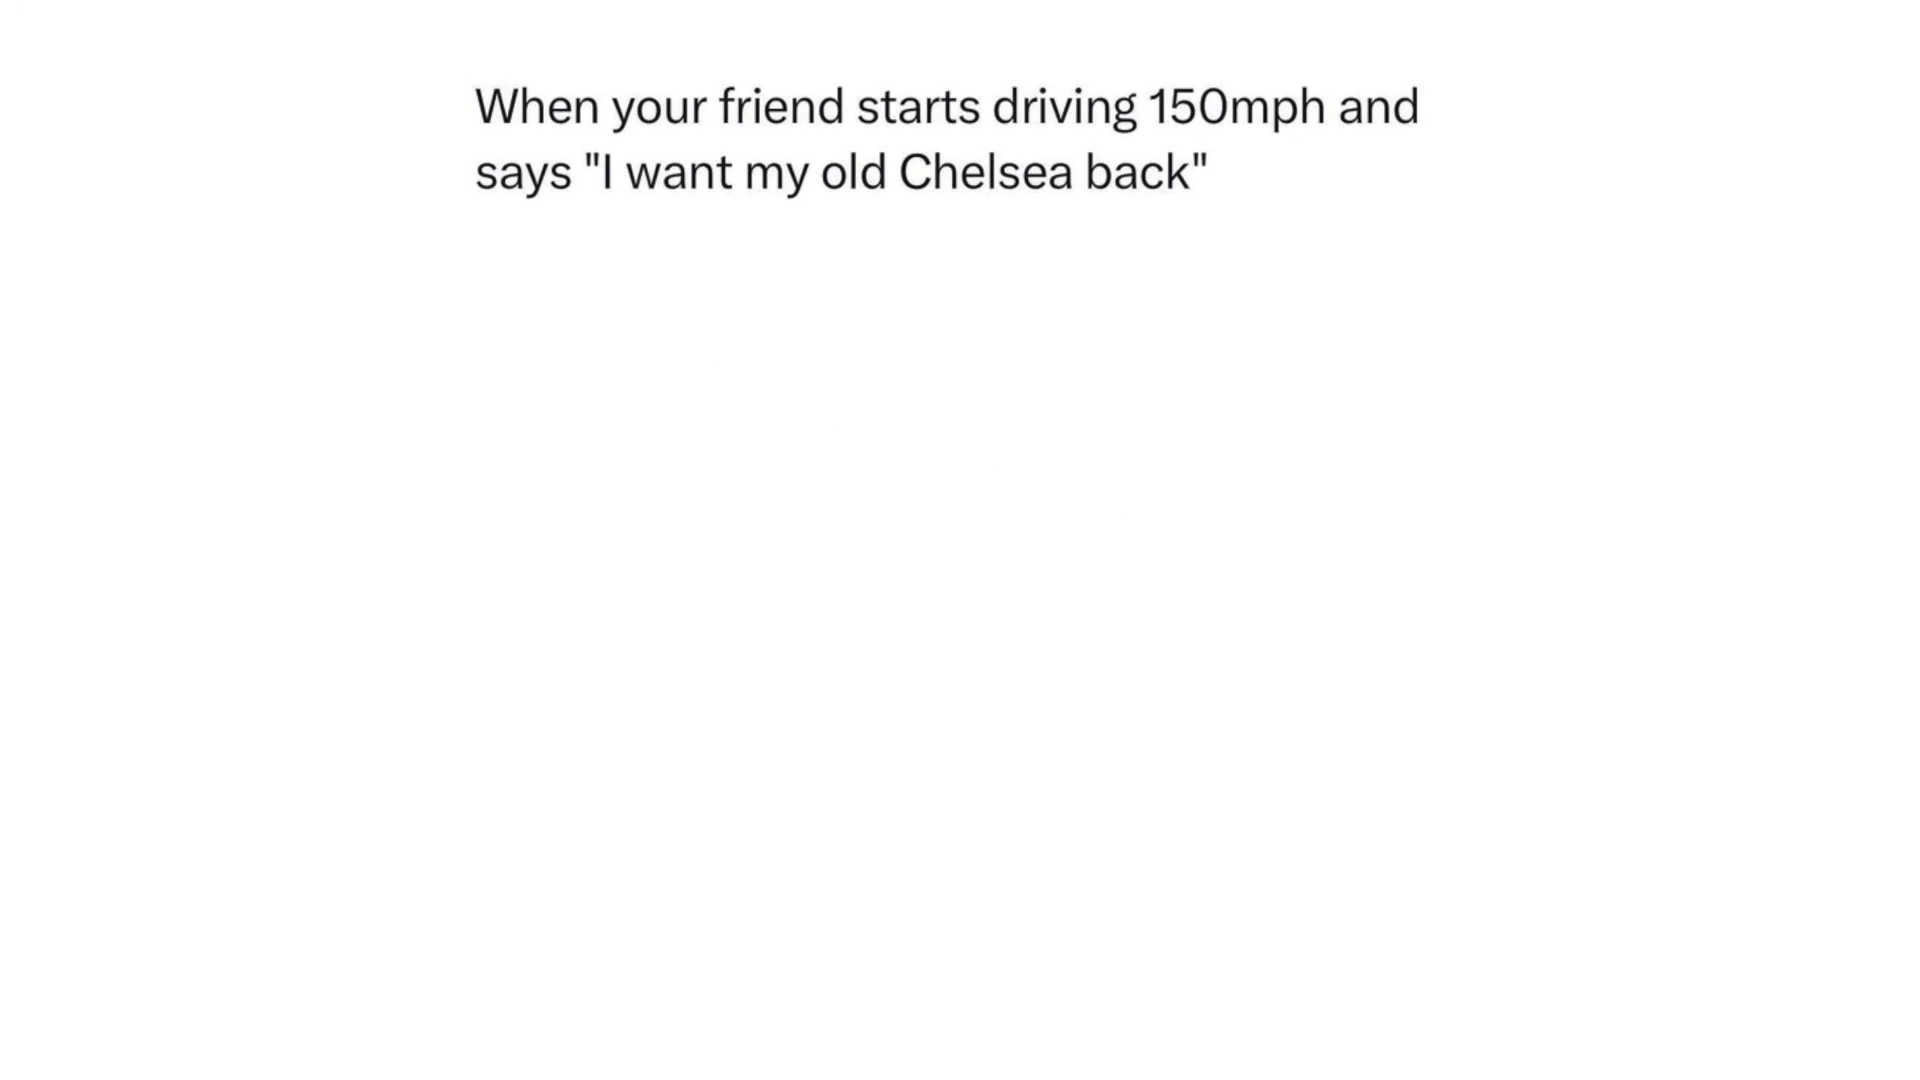 When your friend starts driving 150mph and
says "I want my old Chelsea back"